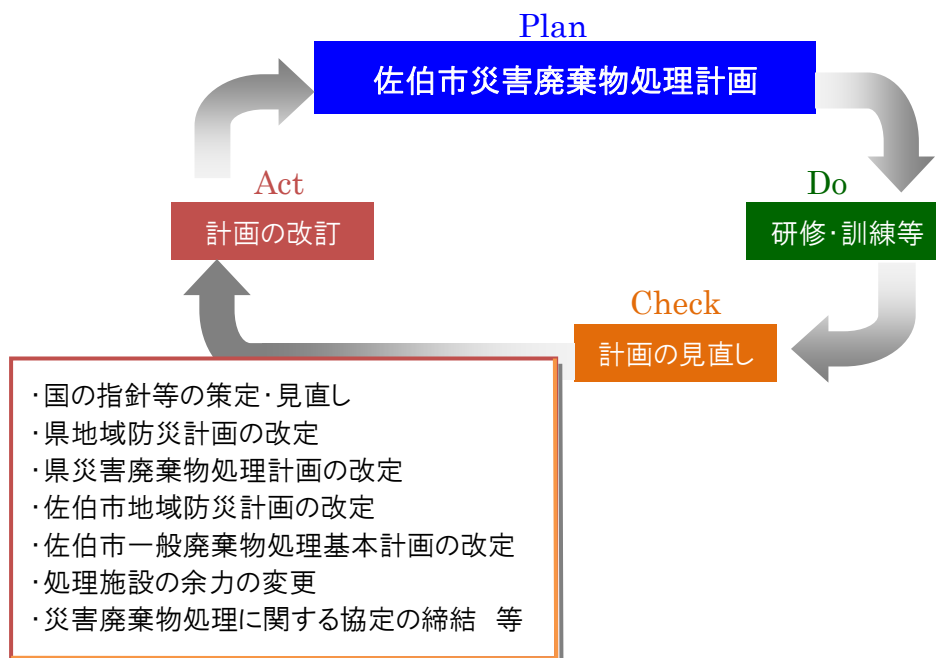 Plan
佐伯市災害廃棄物処理計画
Act
計画の改訂
Do
研修・訓練等
Check
計画の見直し
・国の指針等の策定・見直し
・県地域防災計画の改定
・県災害廃棄物処理計画の改定
・佐伯市地域防災計画の改定
・佐伯市一般廃棄物処理基本計画の改定
・処理施設の余力の変更
・災害廃棄物処理に関する協定の締結　等